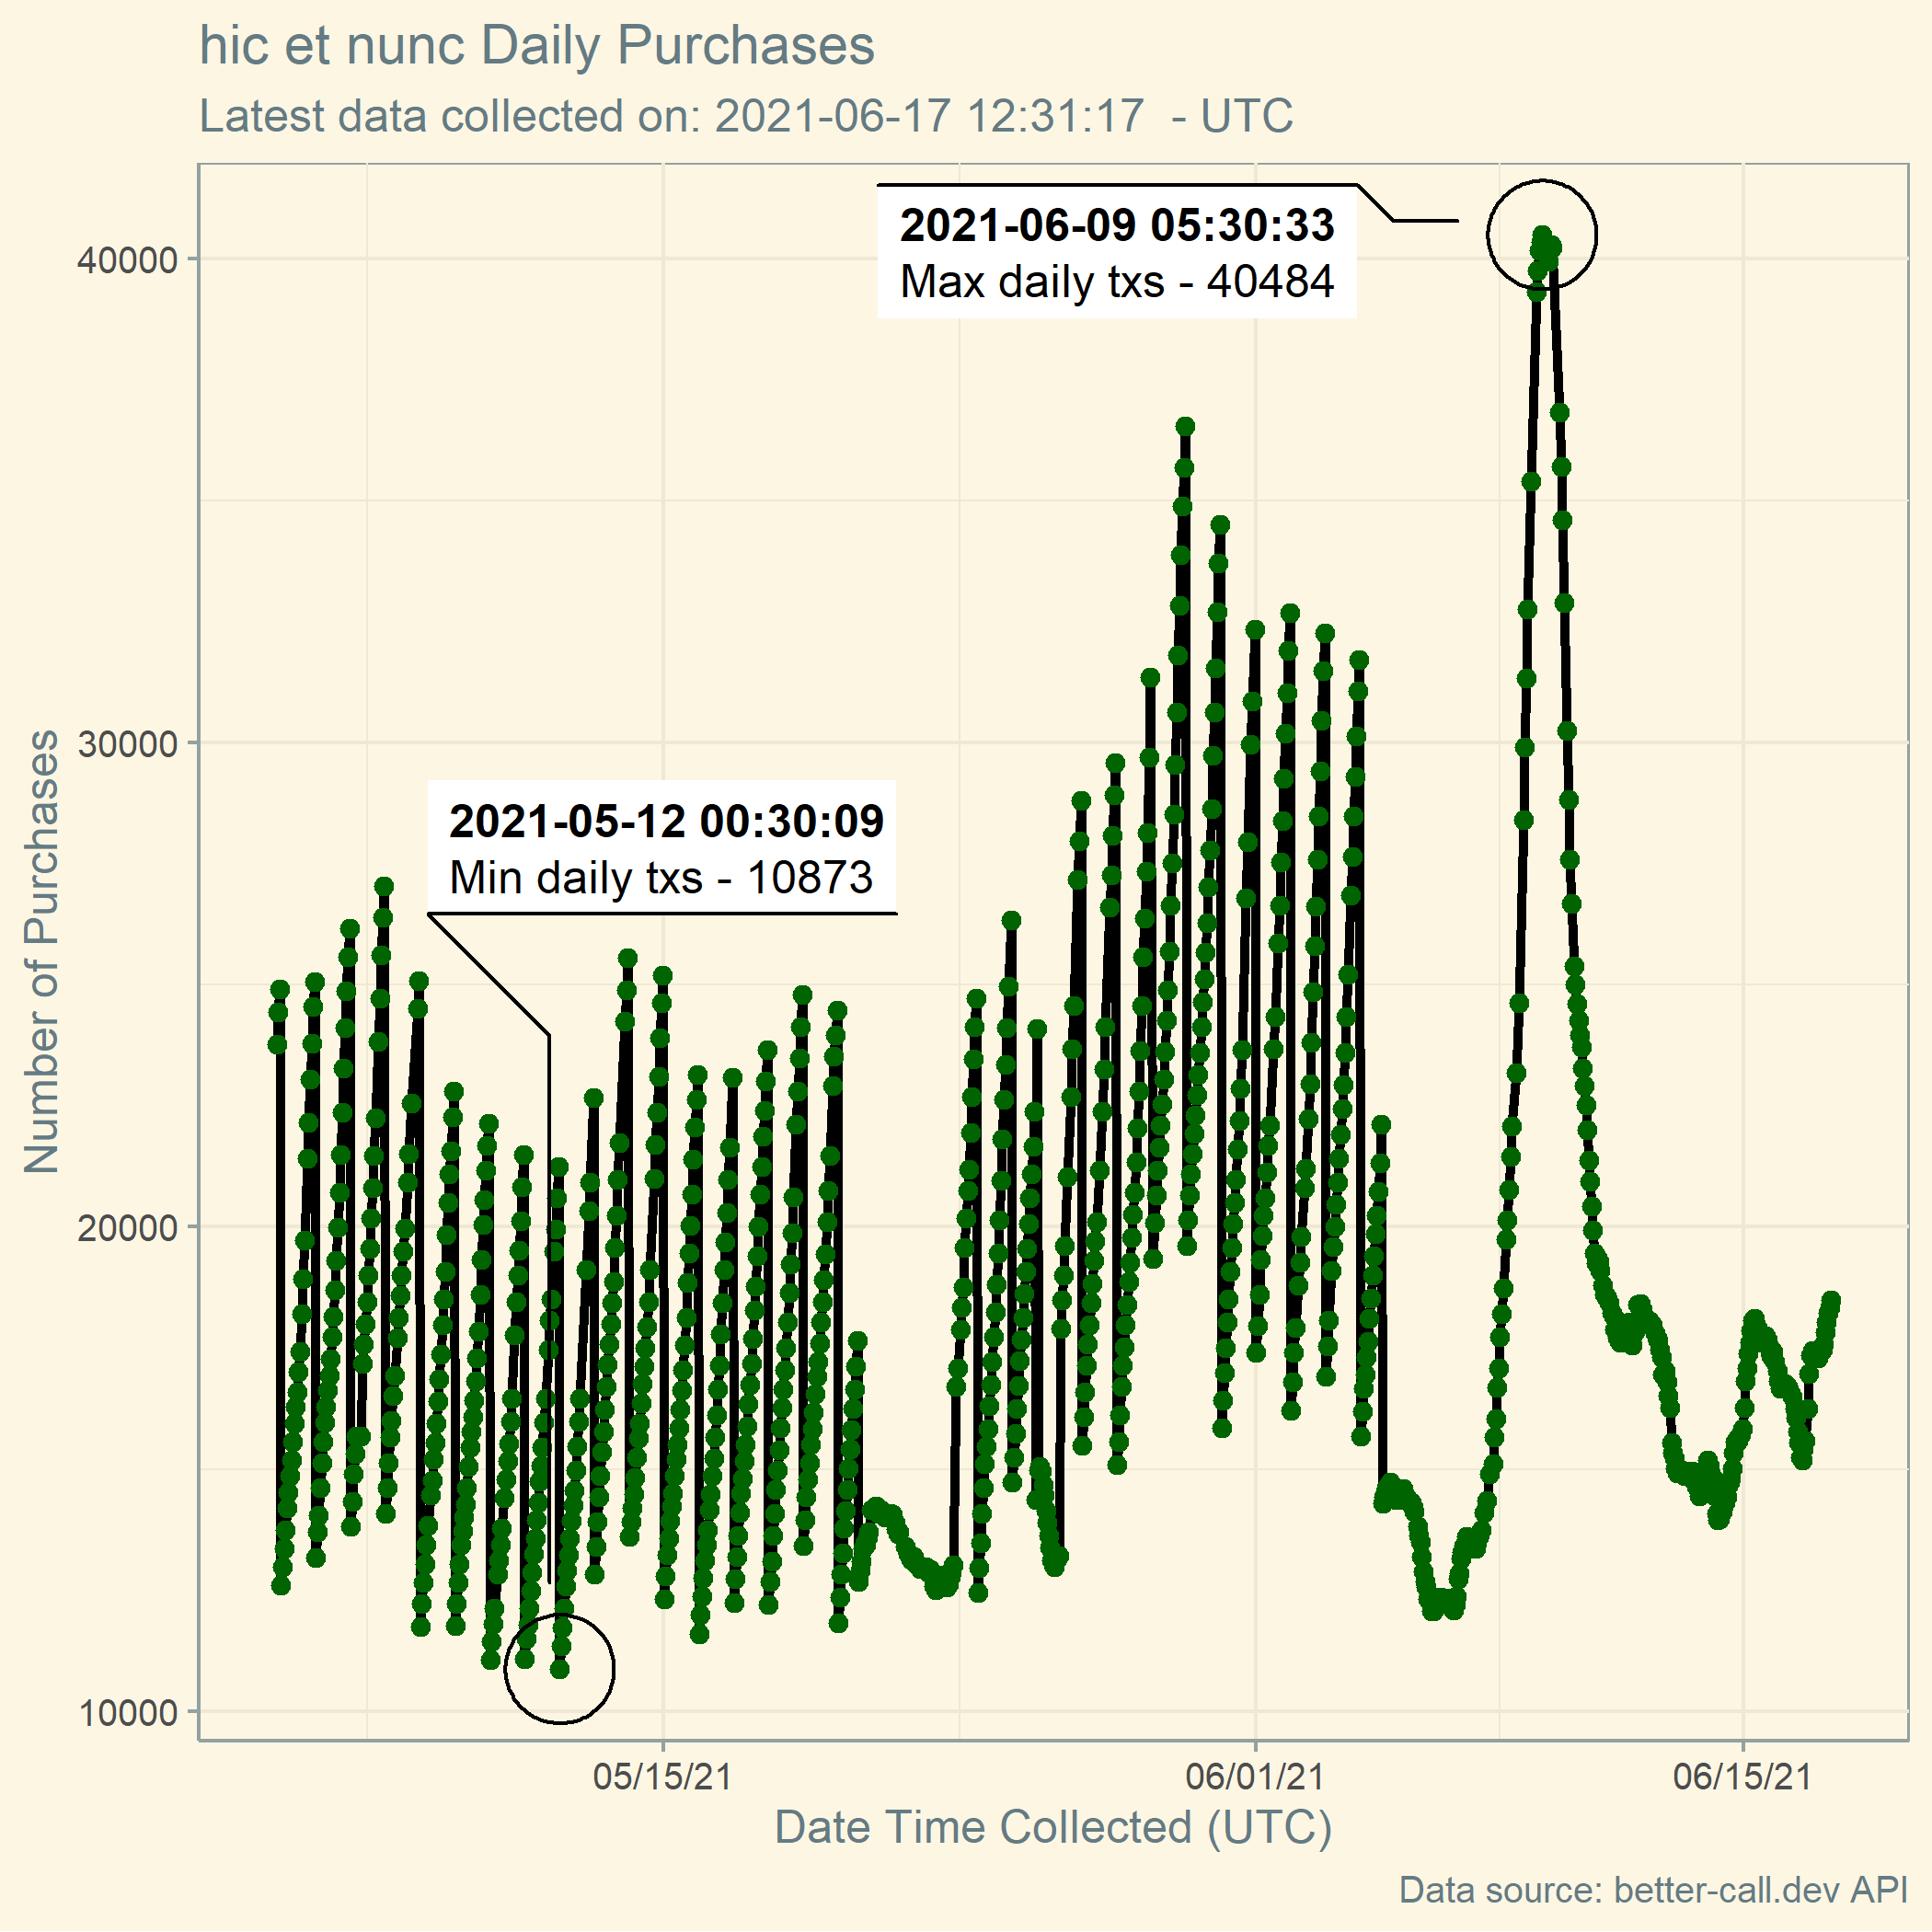 hic et nunc Daily Purchases
Latest data collected on: 2021-06-17 12:31:17  - UTC
2021-06-09 05:30:33
Max daily txs - 40484
40000
30000
2021-05-12 00:30:09
Min daily txs - 10873
Number of Purchases
20000
10000
05/15/21
06/01/21
06/15/21
Date Time Collected (UTC)
Data source: better-call.dev API